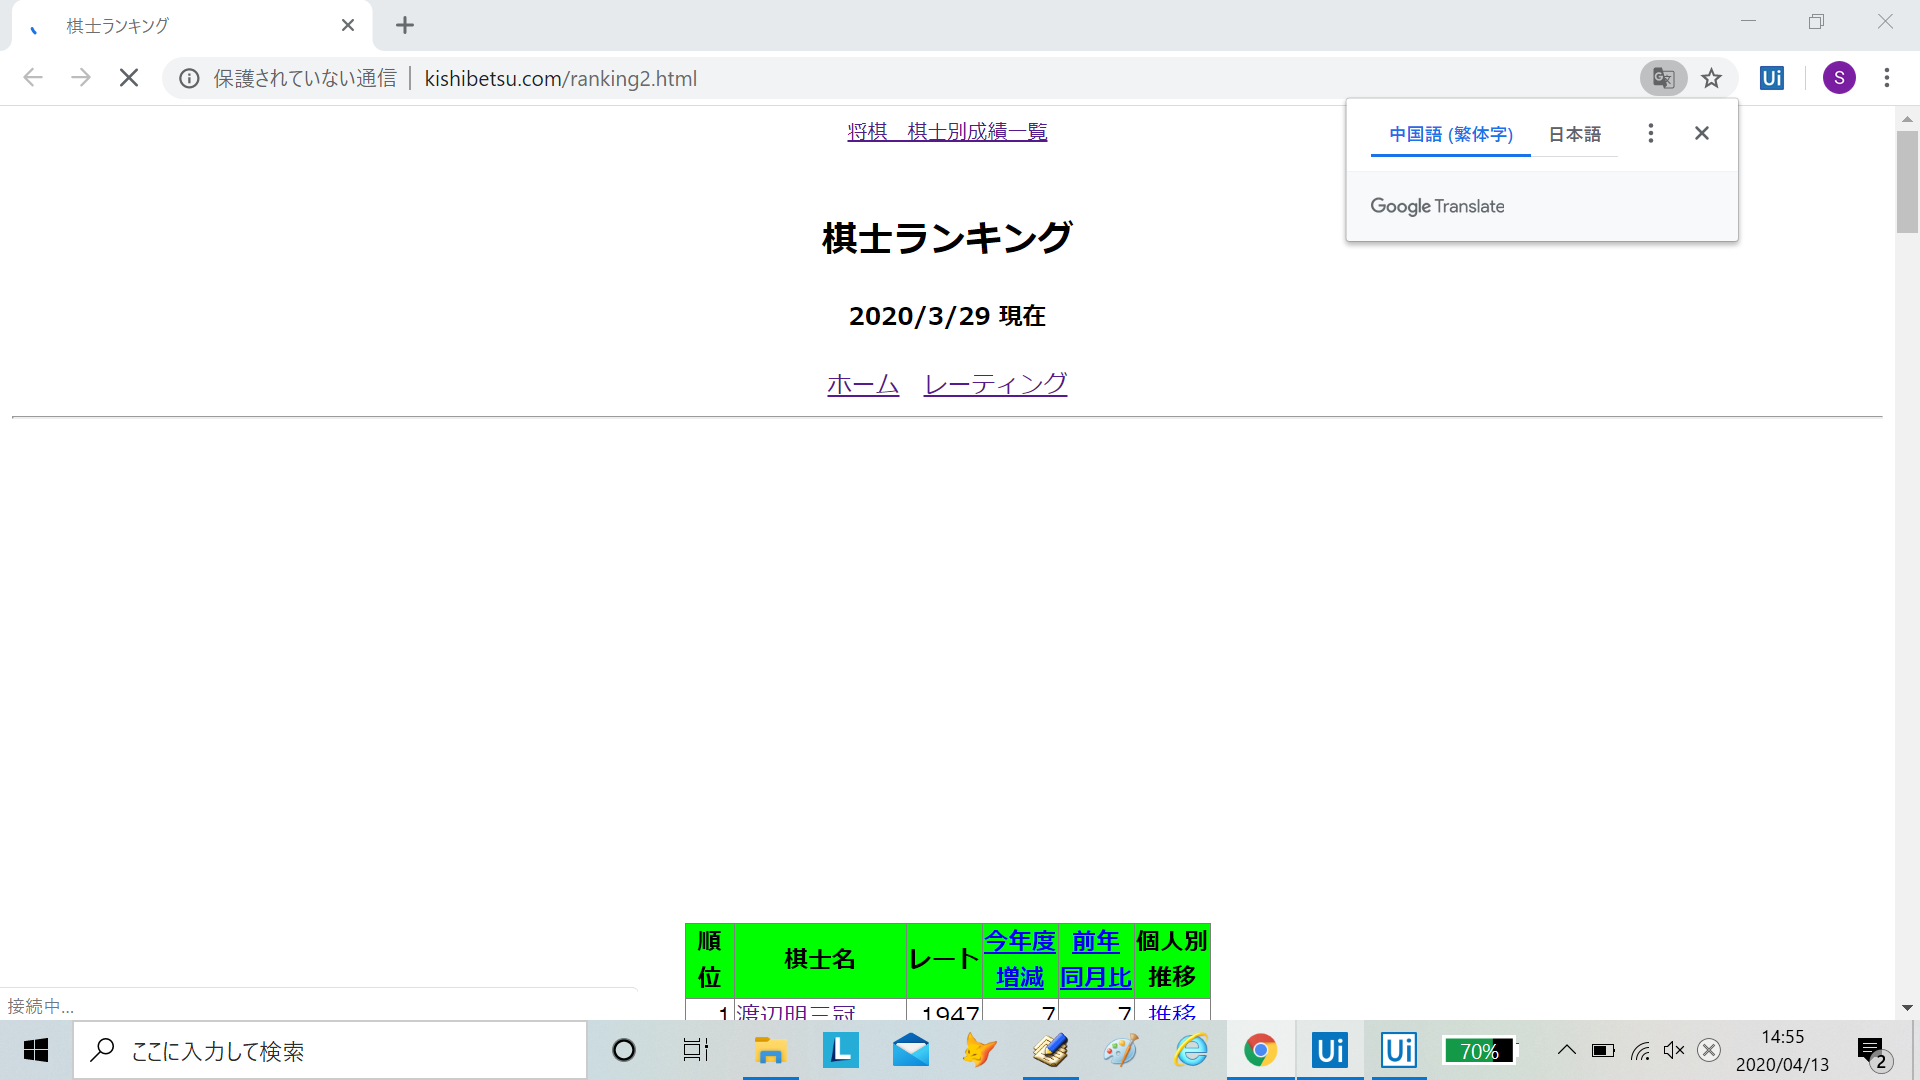 棋士ランキング
保護されていない通信 | kishibetsu.com/ranking2.html
S
Ui
中国語 (繁体字) 日本語
Google Translate
将棋　棋士別成績一覧
棋士ランキング
2020/3/29 現在
ホーム　レーティング
順位 棋士名 レート 今年度増減 前年同月比 個人別推移
1 渡辺明三冠 1947 7 7 推移
接続中...
ここに入力して検索
L
Ui
Ui
70%
14:55
2020/04/13
2